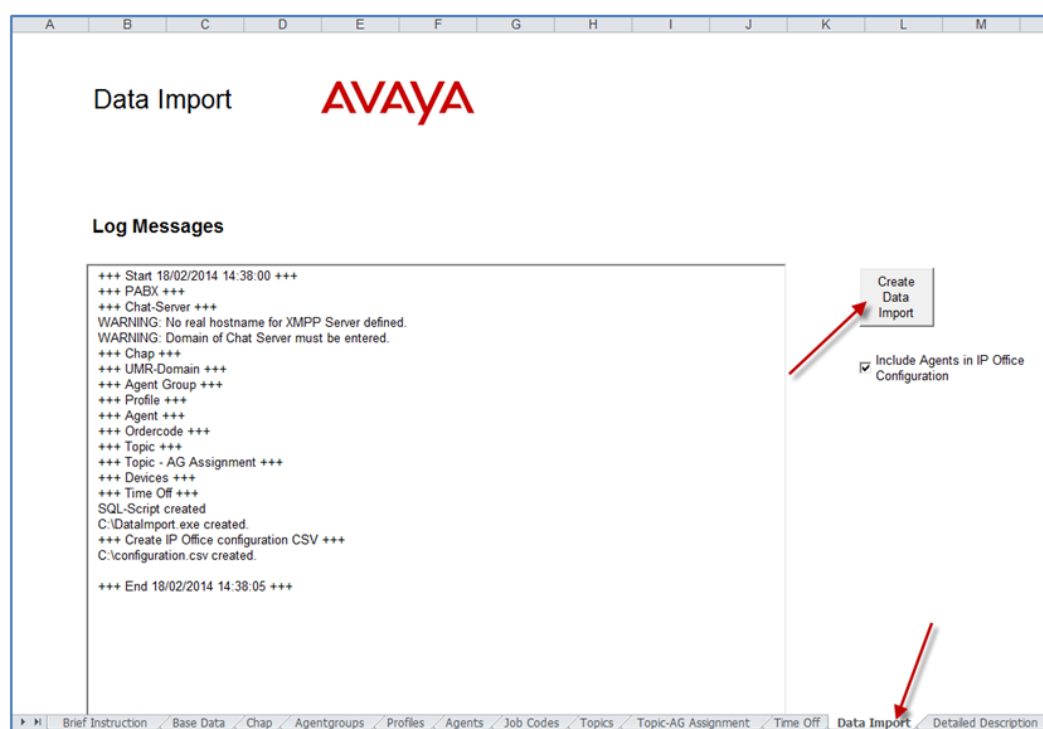 A B C D E F G H I J K L M
Data Import AVAYA
Log Messages
+++ Start 18/02/2014 14:38:00 +++
+++ PABX +++
+++ Chat-Server +++
WARNING: No real hostname for XMPP Server defined.
WARNING: Domain of Chat Server must be entered.
+++ Chap +++
+++ UMR-Domain +++
+++ Agent Group +++
+++ Profile +++
+++ Agent +++
+++ Ordercode +++
+++ Topic +++
+++ Topic - AG Assignment +++
+++ Devices +++
+++ Time Off +++
SQL-Script created
C:\DataImport.exe created.
+++ Create IP Office configuration CSV +++
C:\configuration.csv created.
+++ End 18/02/2014 14:38:05 +++
Create
Data
Import
Include Agents in IP Office
Configuration
Brief Instruction Base Data Chap Agentgroups Profiles Agents Job Codes Topics Topic-AG Assignment Time Off Data Import Detailed Description